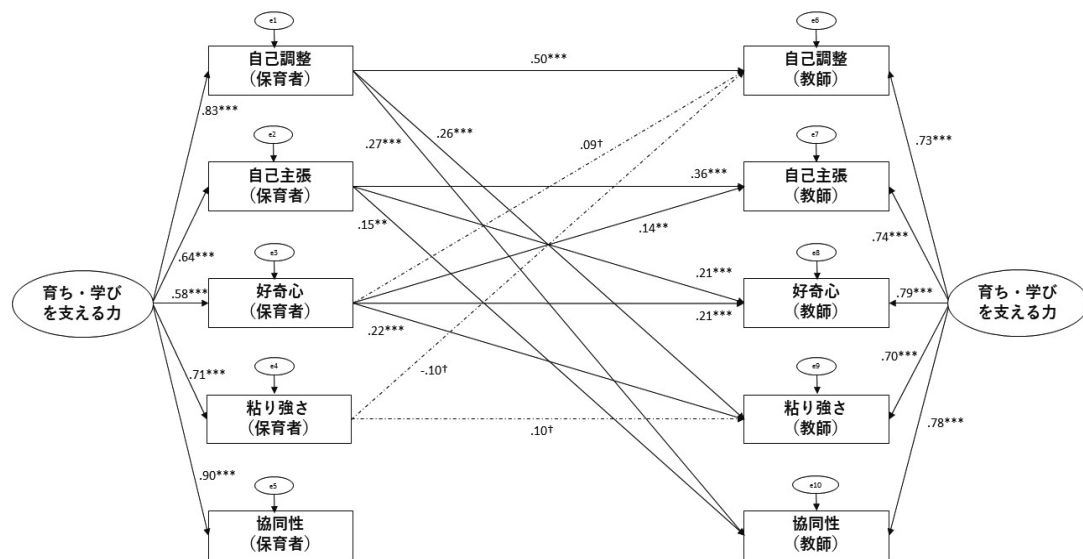 e1
自己調整
(保育者)
.83***
e2
自己主張
(保育者)
.64***
e3
好奇心
(保育者)
.58***
育ち・学び
を支える力
e4
粘り強さ
(保育者)
.71***
e5
協同性
(保育者)
.90***
.50***
.26***
.27***
.09†
.36***
.15**
.14**
.21***
.21***
.22***
-.10†
.10†
e6
自己調整
(教師)
.73***
e7
自己主張
(教師)
.74***
e8
好奇心
(教師)
.79***
育ち・学び
を支える力
e9
粘り強さ
(教師)
.70***
e10
協同性
(教師)
.78***